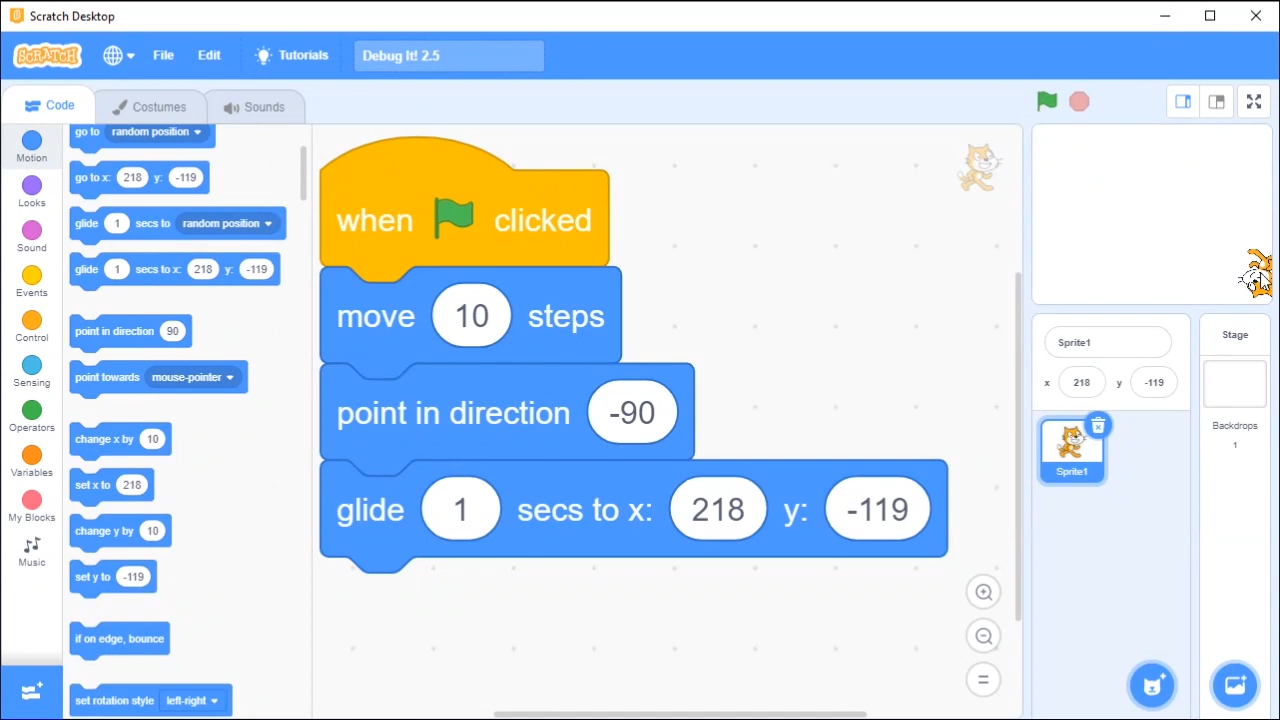 Scratch Desktop
SCRATCH File Edit Tutorials Debug It! 2.5
Code Costumes Sounds
Motion
Looks
Sound
Events
Control
Sensing
Operators
Variables
My Blocks
Music
go to random position
go to x: 218 y: -119
glide 1 secs to random position
glide 1 secs to x: 218 y: -119
point in direction 90
point towards mouse-pointer
change x by 10
set x to 218
change y by 10
set y to -119
if on edge, bounce
set rotation style left-right
when clicked
move 10 steps
point in direction -90
glide 1 secs to x: 218 y: -119
Sprite1
x 218 y -119
Sprite1
Stage
Backdrops
1